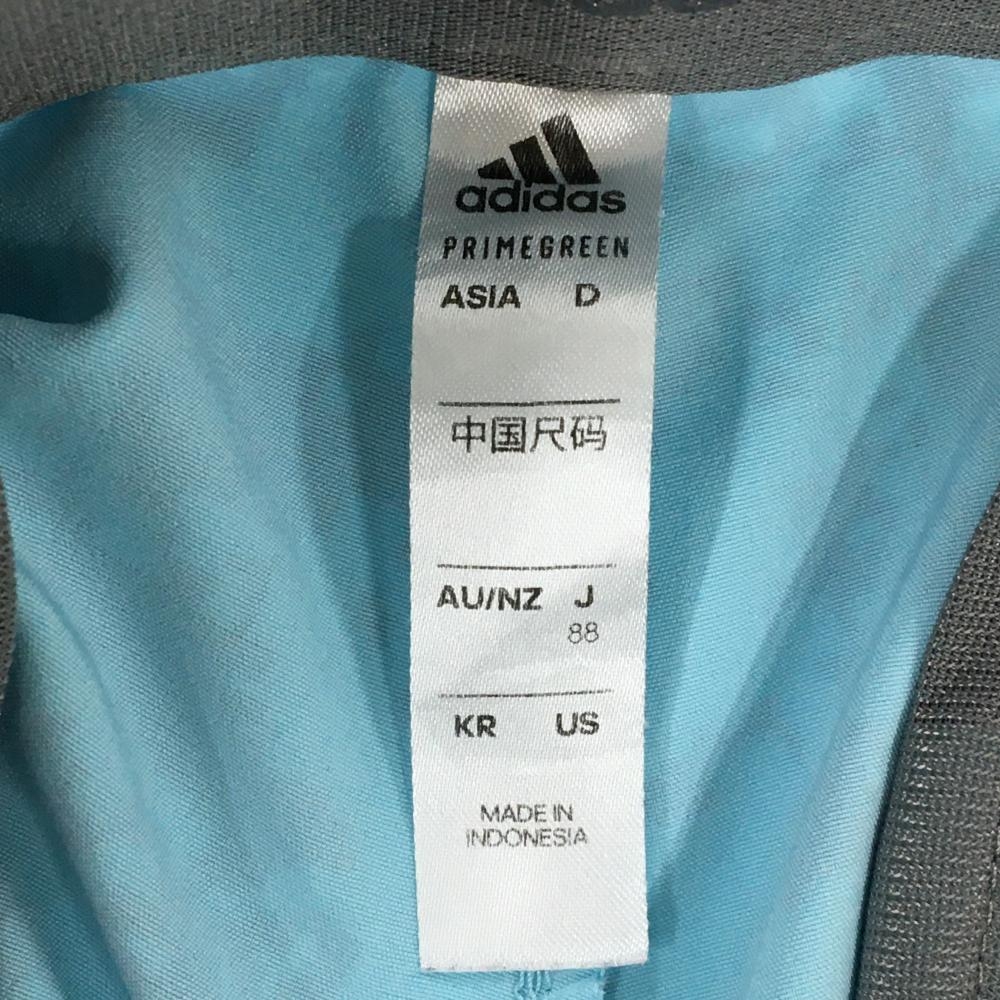 adidas
PRIMEGREEN
ASIA D
中国尺码
AU/NZ J
88
KR US
MADE IN
INDONESIA